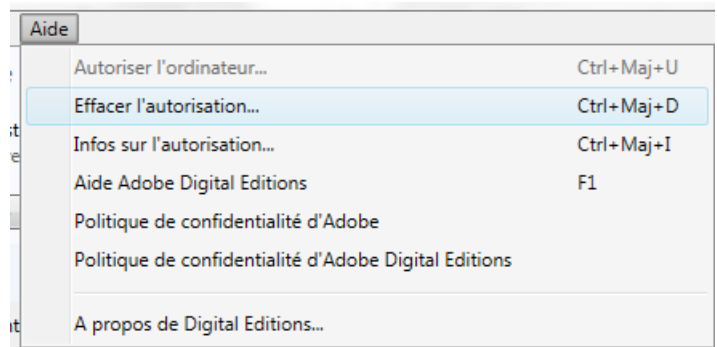 Aide
Autoriser l'ordinateur... Ctrl+Maj+U
Effacer l'autorisation... Ctrl+Maj+D
Infos sur l'autorisation... Ctrl+Maj+I
Aide Adobe Digital Editions F1
Politique de confidentialité d'Adobe
Politique de confidentialité d'Adobe Digital Editions
A propos de Digital Editions...